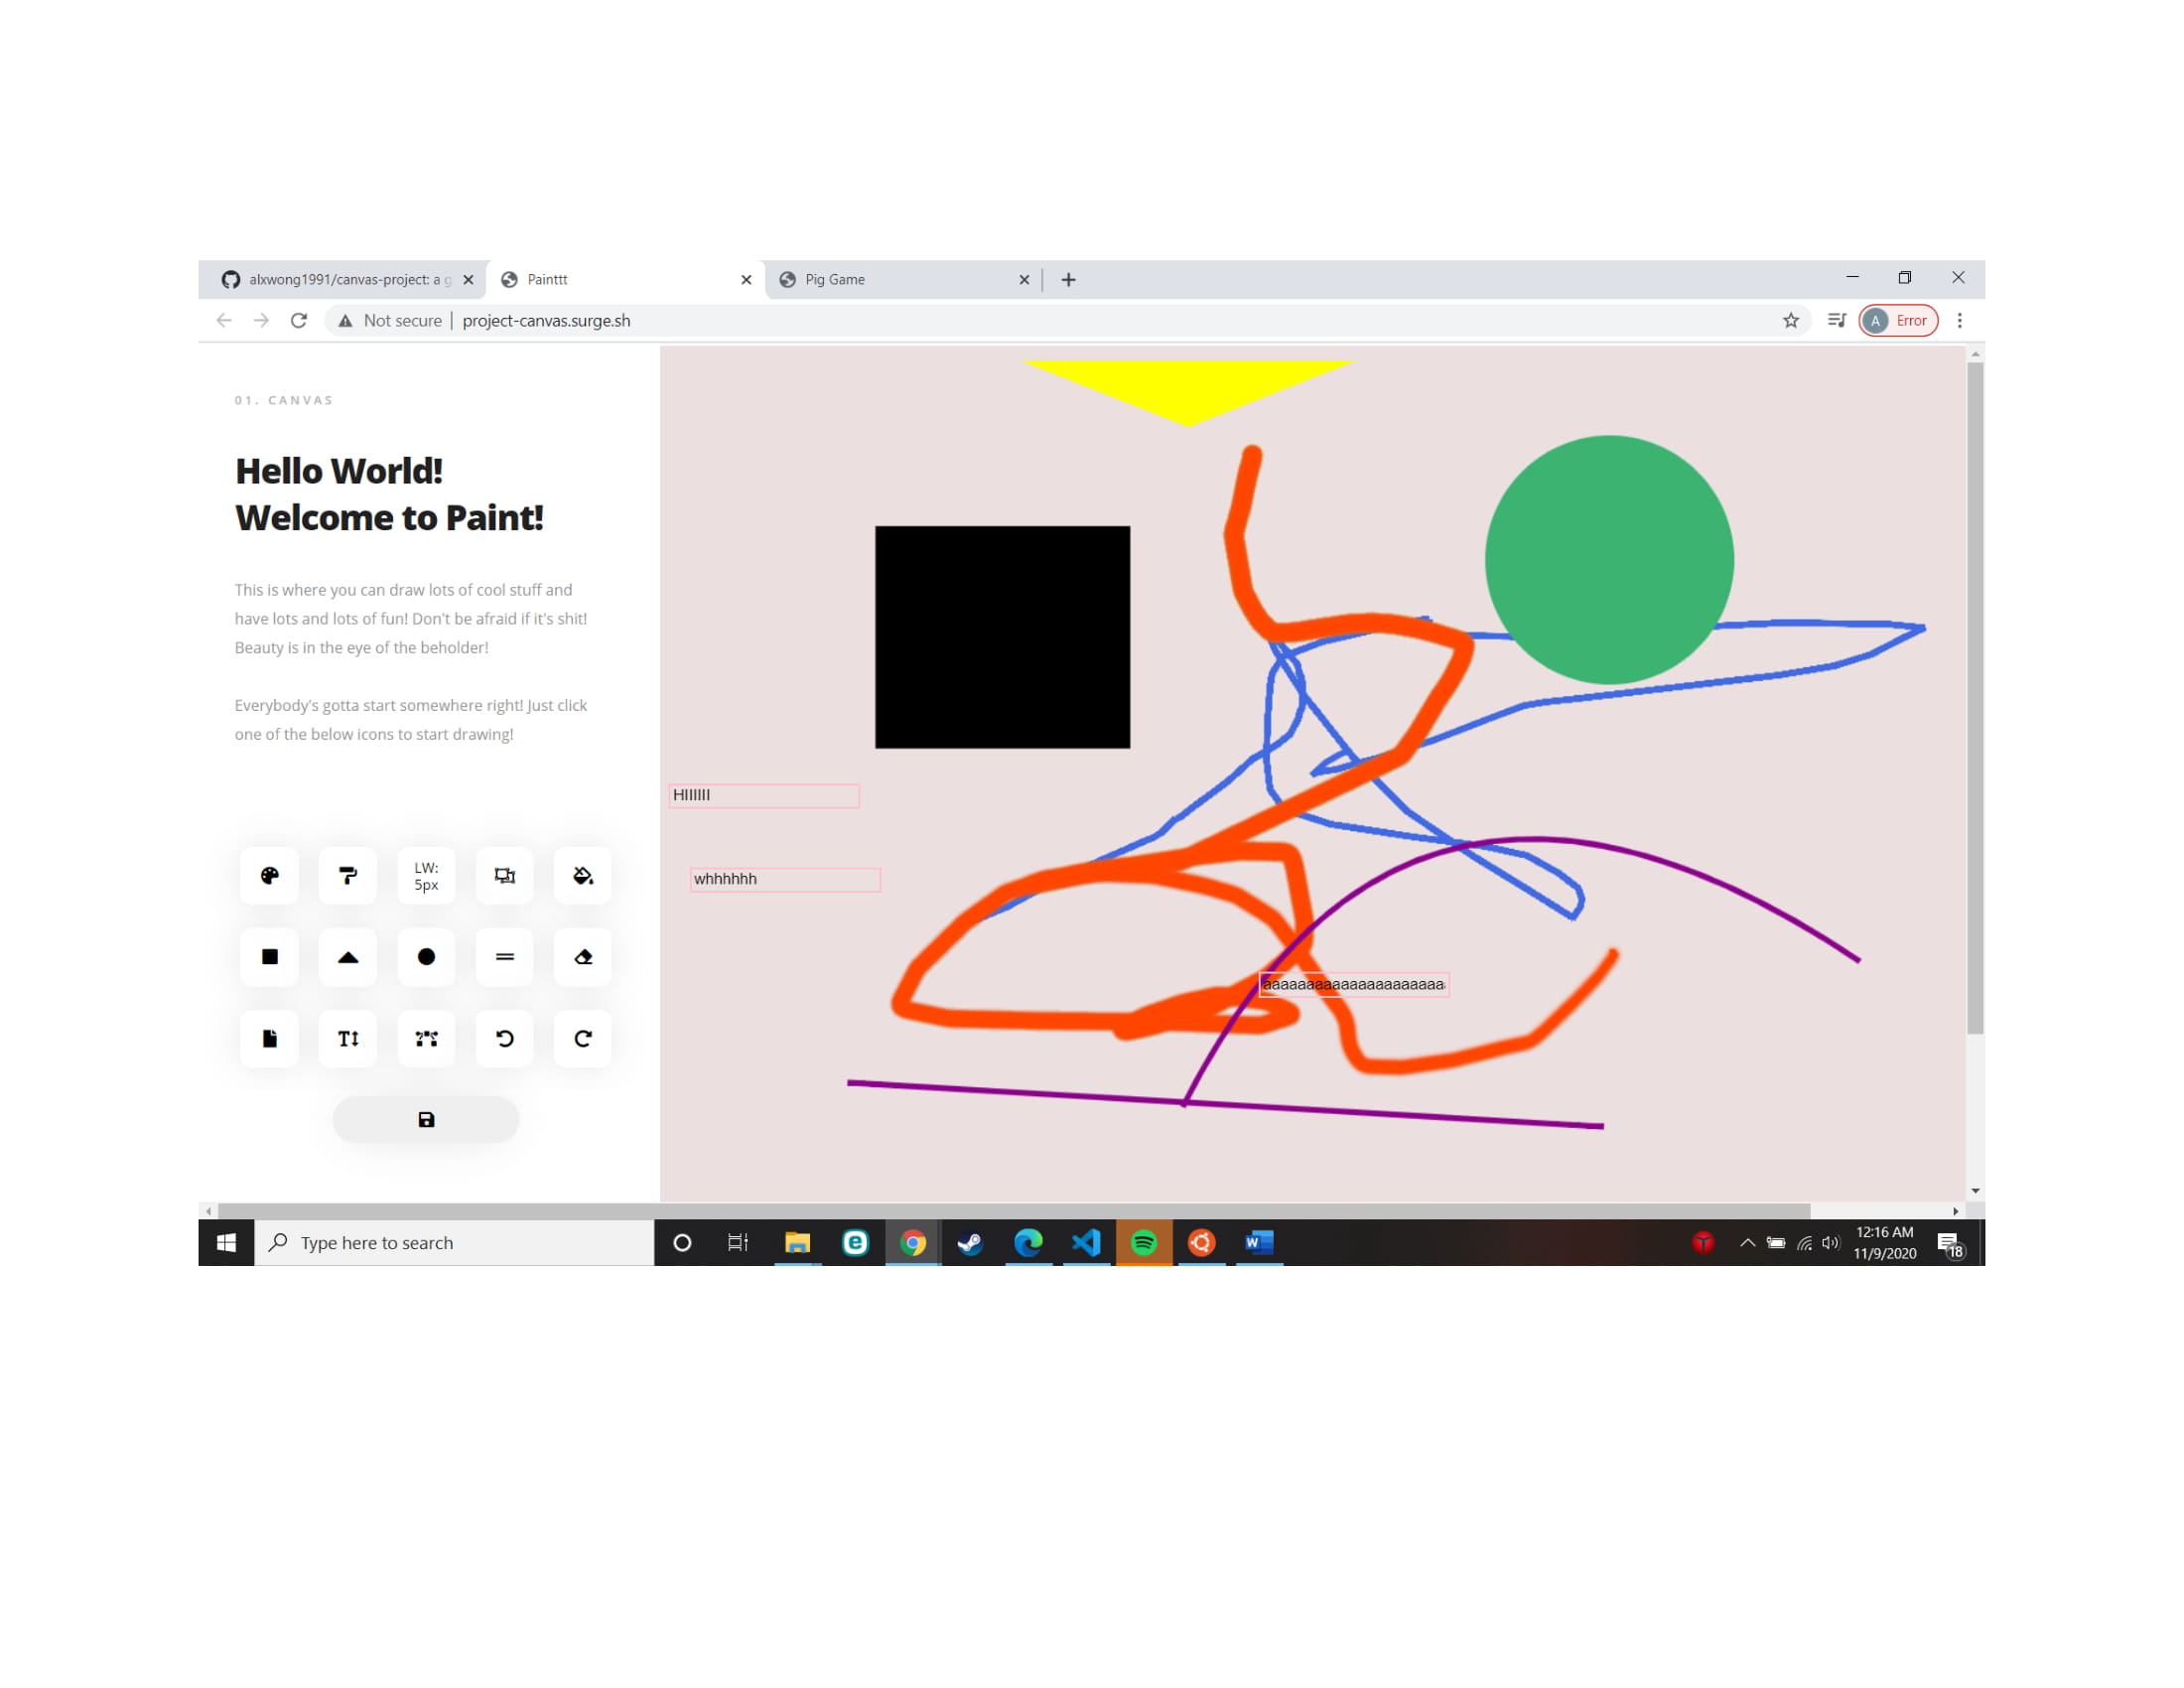 alxwong1991/canvas-project: a g
Painttt
Pig Game
Not secure | project-canvas.surge.sh
A Error
01. CANVAS
Hello World!
Welcome to Paint!
This is where you can draw lots of cool stuff and
have lots and lots of fun! Don't be afraid if it's shit!
Beauty is in the eye of the beholder!
Everybody's gotta start somewhere right! Just click
one of the below icons to start drawing!
LW:
5px
HIIIIII
whhhhhh
aaaaaaaaaaaaaaaaaaaaa
Type here to search
12:16 AM
11/9/2020
18